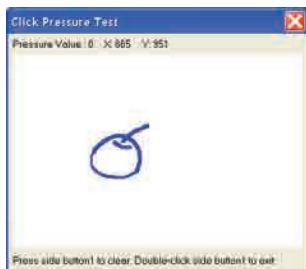 Click Pressure Test
Pressure Value: 0 X:865 Y:951
Press side button1 to clear. Double-click side button1 to exit